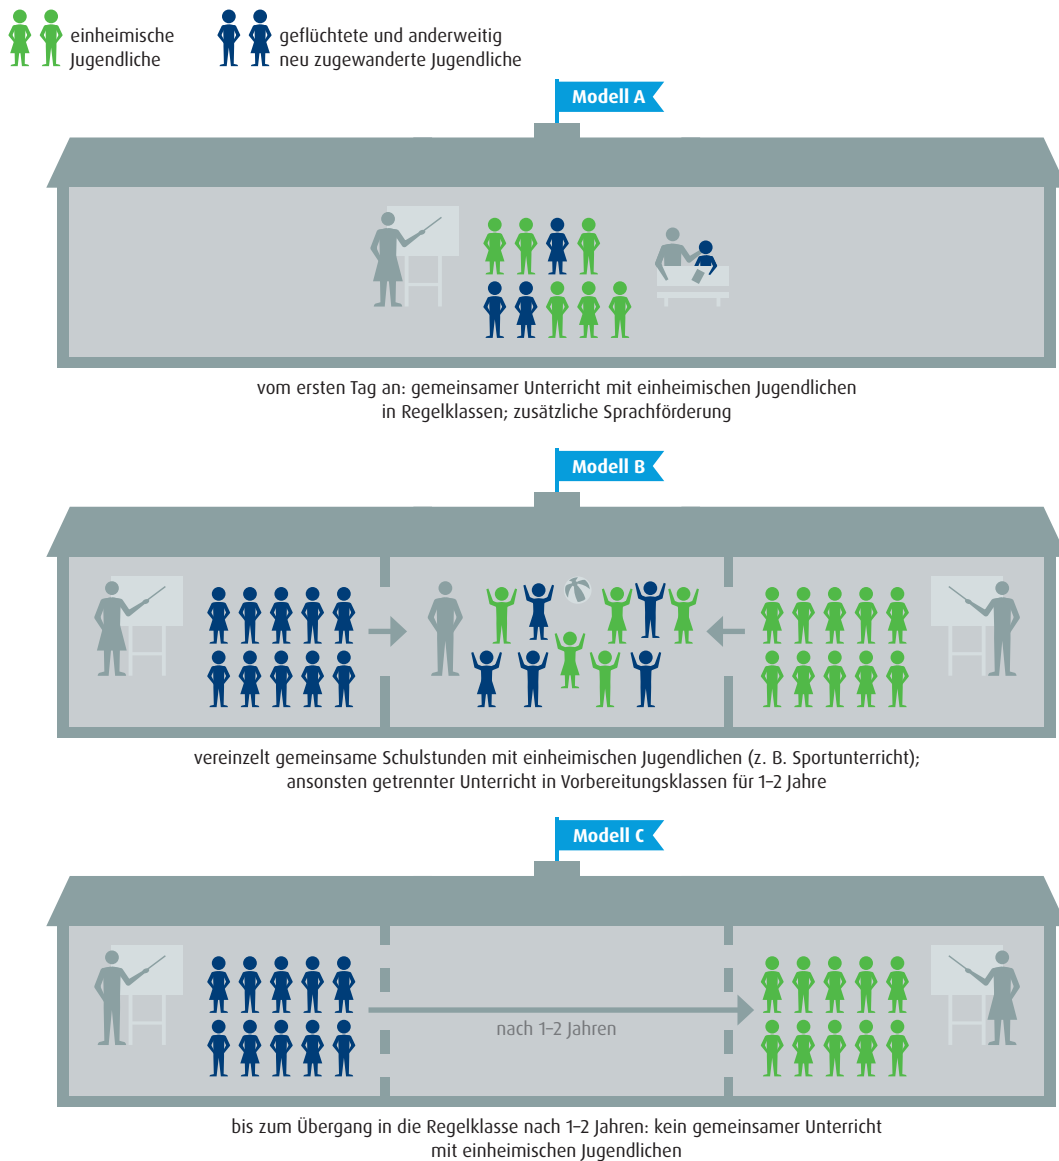 einheimische
Jugendliche
geflüchtete und anderweitig
neu zugewanderte Jugendliche
Modell A
vom ersten Tag an: gemeinsamer Unterricht mit einheimischen Jugendlichen
in Regelklassen; zusätzliche Sprachförderung
Modell B
vereinzelt gemeinsame Schulstunden mit einheimischen Jugendlichen (z. B. Sportunterricht);
ansonsten getrennter Unterricht in Vorbereitungsklassen für 1–2 Jahre
Modell C
nach 1–2 Jahren
bis zum Übergang in die Regelklasse nach 1–2 Jahren: kein gemeinsamer Unterricht
mit einheimischen Jugendlichen